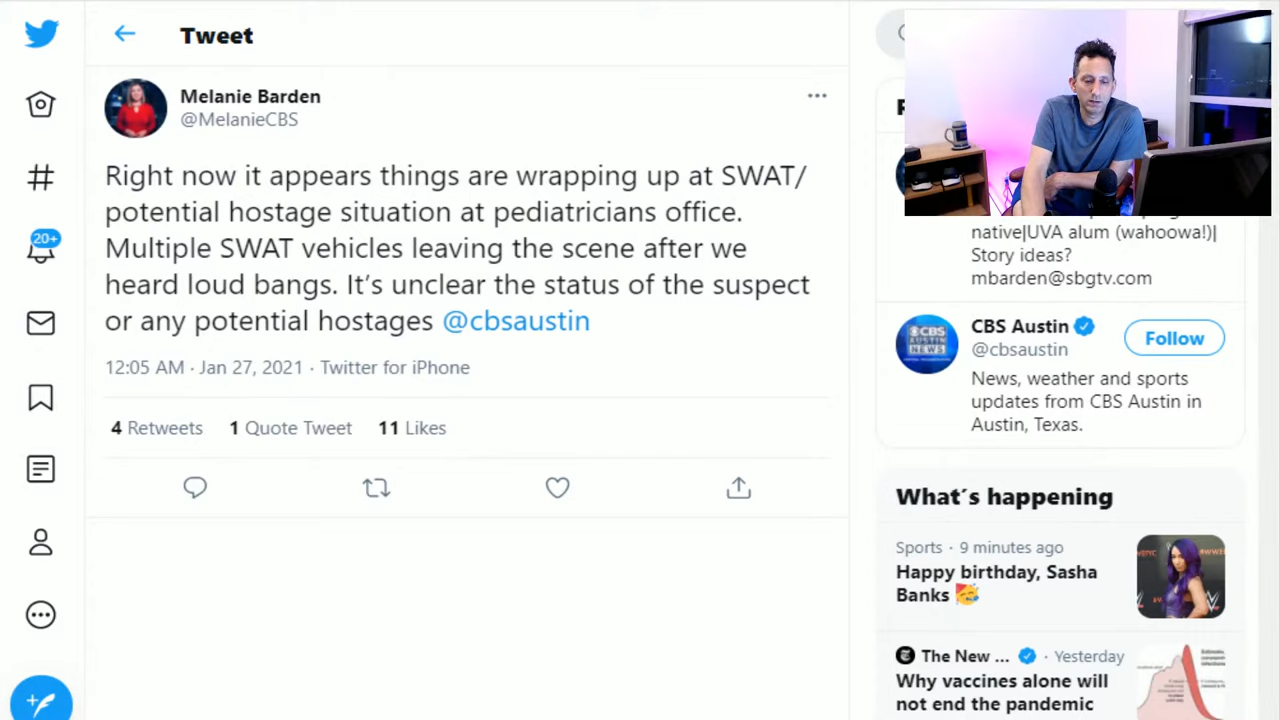 Tweet
Melanie Barden
@MelanieCBS
Right now it appears things are wrapping up at SWAT/
potential hostage situation at pediatricians office.
Multiple SWAT vehicles leaving the scene after we
heard loud bangs. It's unclear the status of the suspect
or any potential hostages @cbsaustin
12:05 AM · Jan 27, 2021 · Twitter for iPhone
4 Retweets 1 Quote Tweet 11 Likes
20+
native|UVA alum (wahoowa!)|
Story ideas?
mbarden@sbgtv.com
CBS Austin
@cbsaustin
Follow
News, weather and sports
updates from CBS Austin in
Austin, Texas.
CBS
AUSTIN
NEWS
What's happening
Sports · 9 minutes ago
Happy birthday, Sasha
Banks
The New ... · Yesterday
Why vaccines alone will
not end the pandemic